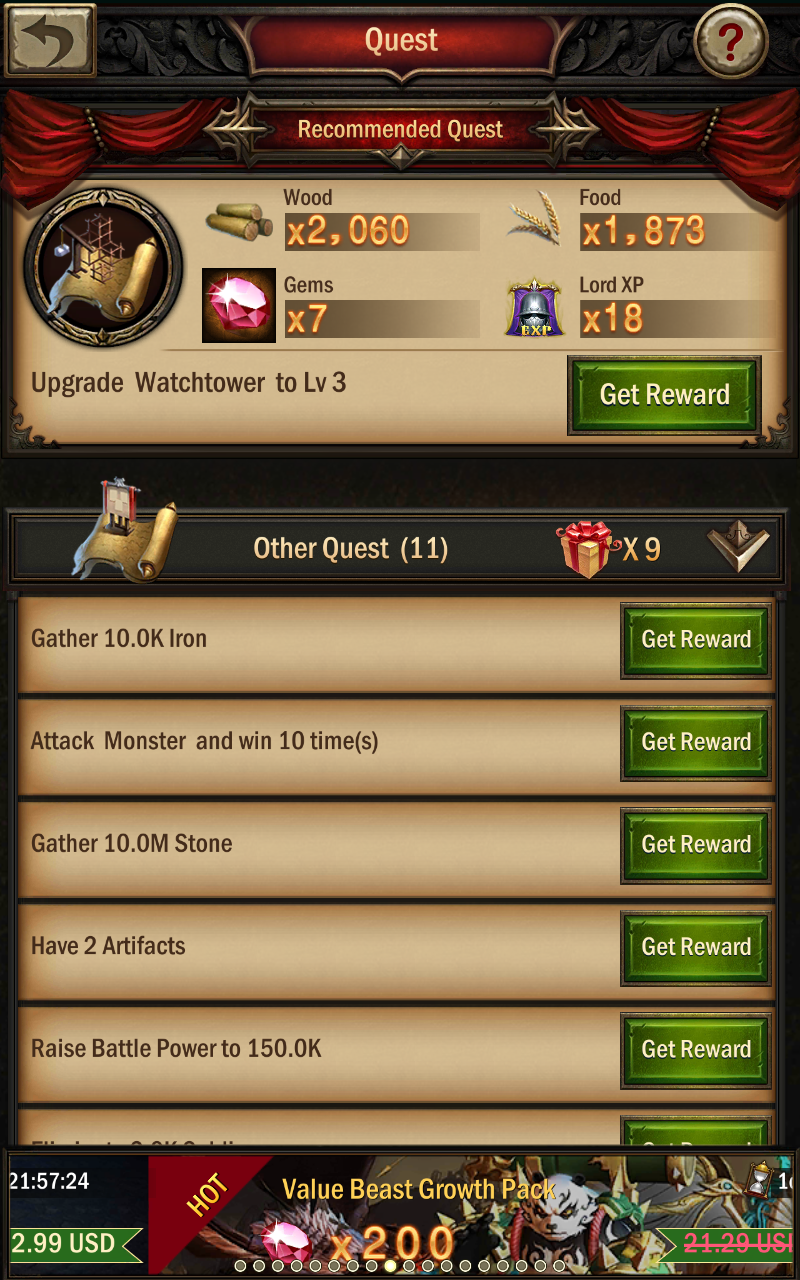 Quest
?
Recommended Quest
Wood
x2,060
Food
x1,873
Gems
x7
EXP
Lord XP
x18
Upgrade Watchtower to Lv 3
Get Reward
Other Quest (11)
X 9
Gather 10.0K Iron
Get Reward
Attack Monster and win 10 time(s)
Get Reward
Gather 10.0M Stone
Get Reward
Have 2 Artifacts
Get Reward
Raise Battle Power to 150.0K
Get Reward
21:57:24
HOT
Value Beast Growth Pack
2.99 USD
x200
21.29 USD